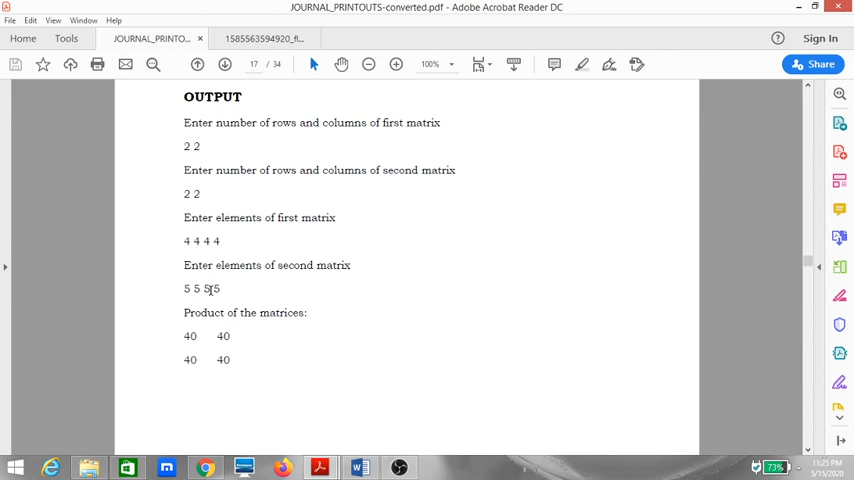 JOURNAL_PRINTOUTS-converted.pdf - Adobe Acrobat Reader DC
File Edit View Window Help
Home Tools JOURNAL_PRINTO... × 1585563594920_fl... Sign In
17 / 34 100% Share
OUTPUT
Enter number of rows and columns of first matrix
2 2
Enter number of rows and columns of second matrix
2 2
Enter elements of first matrix
4 4 4 4
Enter elements of second matrix
5 5 5 5
Product of the matrices:
40 40
40 40
73% 11:25 PM
5/15/2020